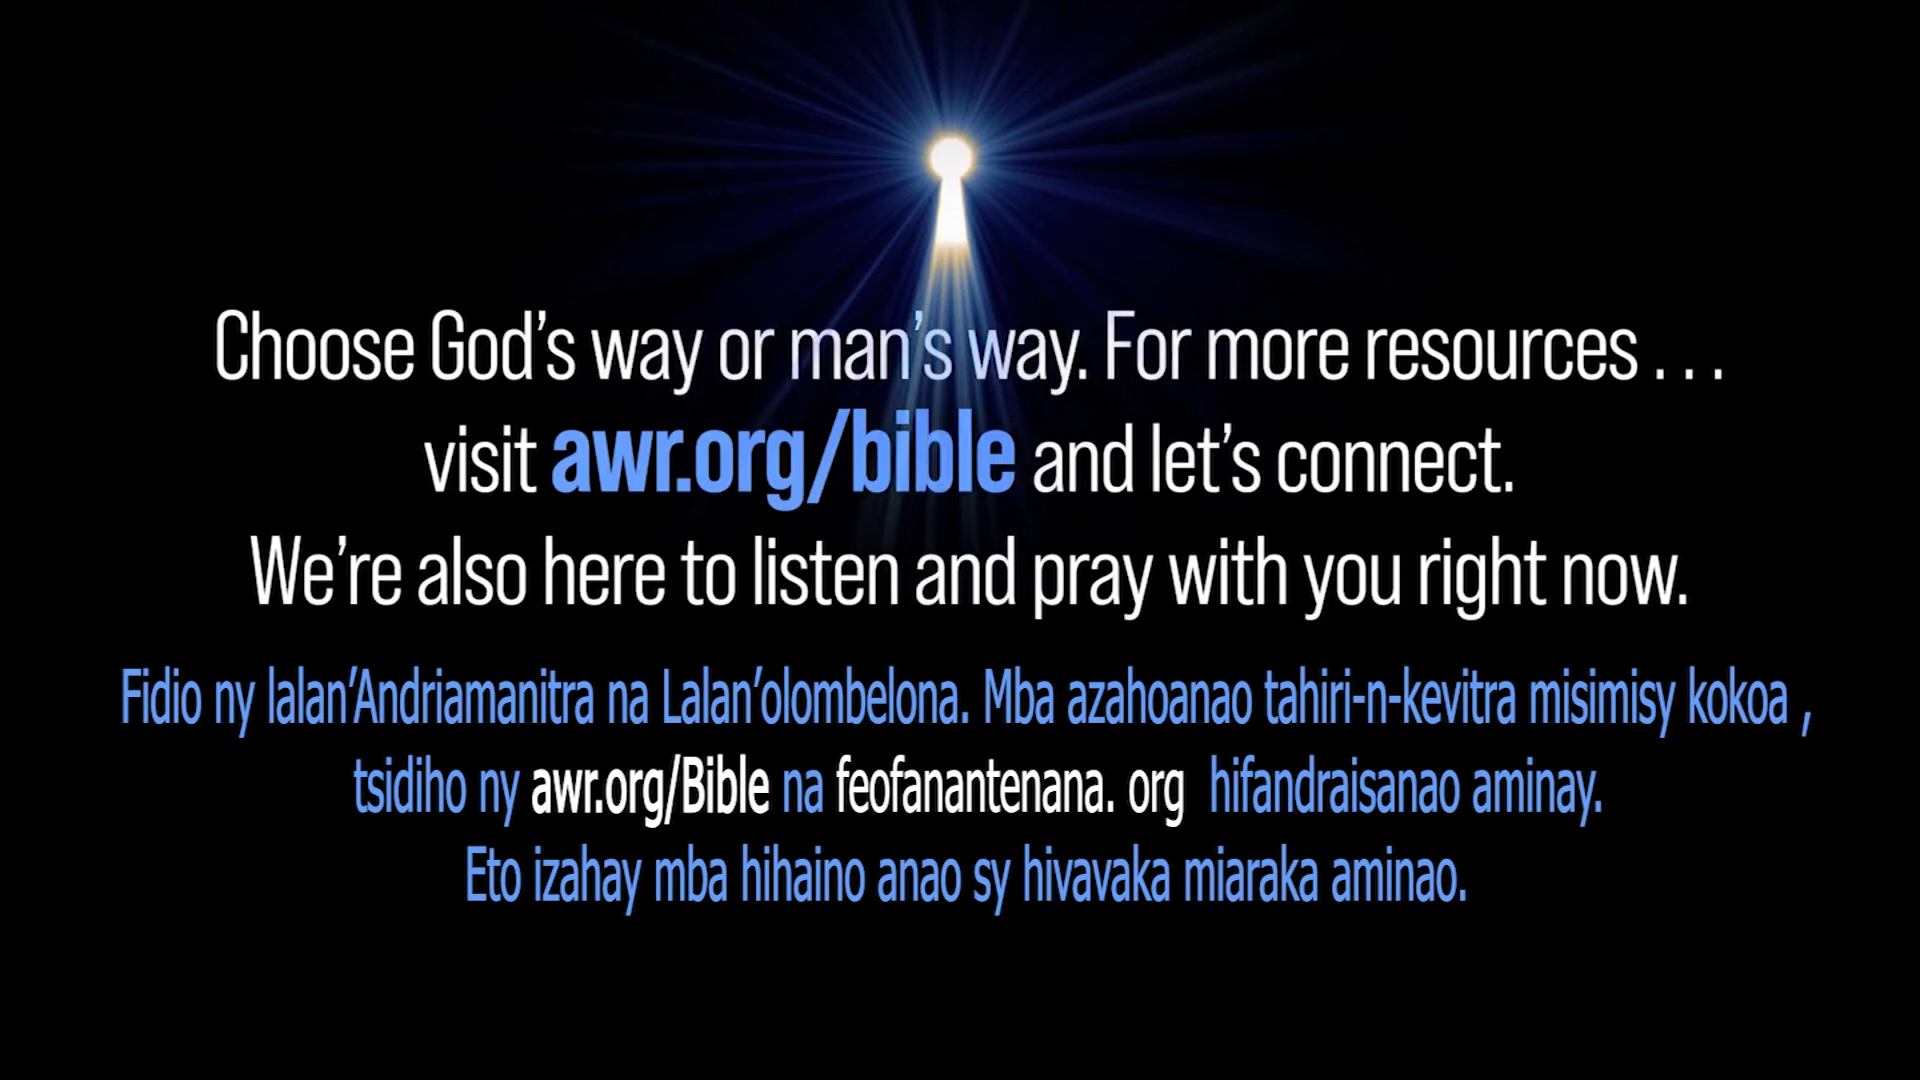 Choose God’s way or man’s way. For more resources . . .
visit awr.org/bible and let’s connect.
We’re also here to listen and pray with you right now.
Fidio ny lalan’Andriamanitra na Lalan’olombelona. Mba azahoanao tahiri-n-kevitra misimisy kokoa ,
tsidiho ny awr.org/Bible na feofanantenana. org hifandraisanao aminay.
Eto izahay mba hihaino anao sy hivavaka miaraka aminao.